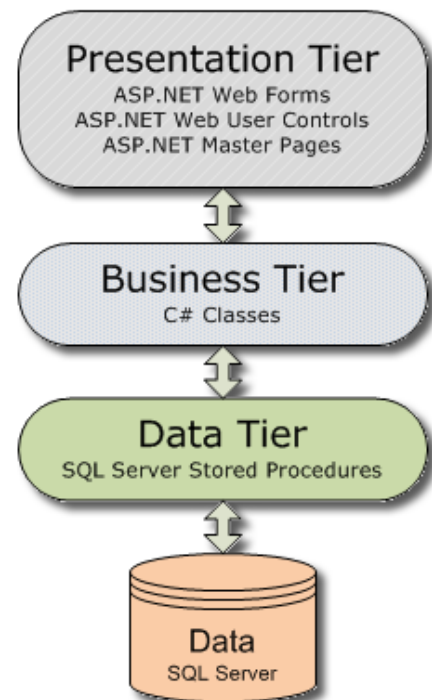 Presentation Tier
ASP.NET Web Forms
ASP.NET Web User Controls
ASP.NET Master Pages
Business Tier
C# Classes
Data Tier
SQL Server Stored Procedures
Data
SQL Server